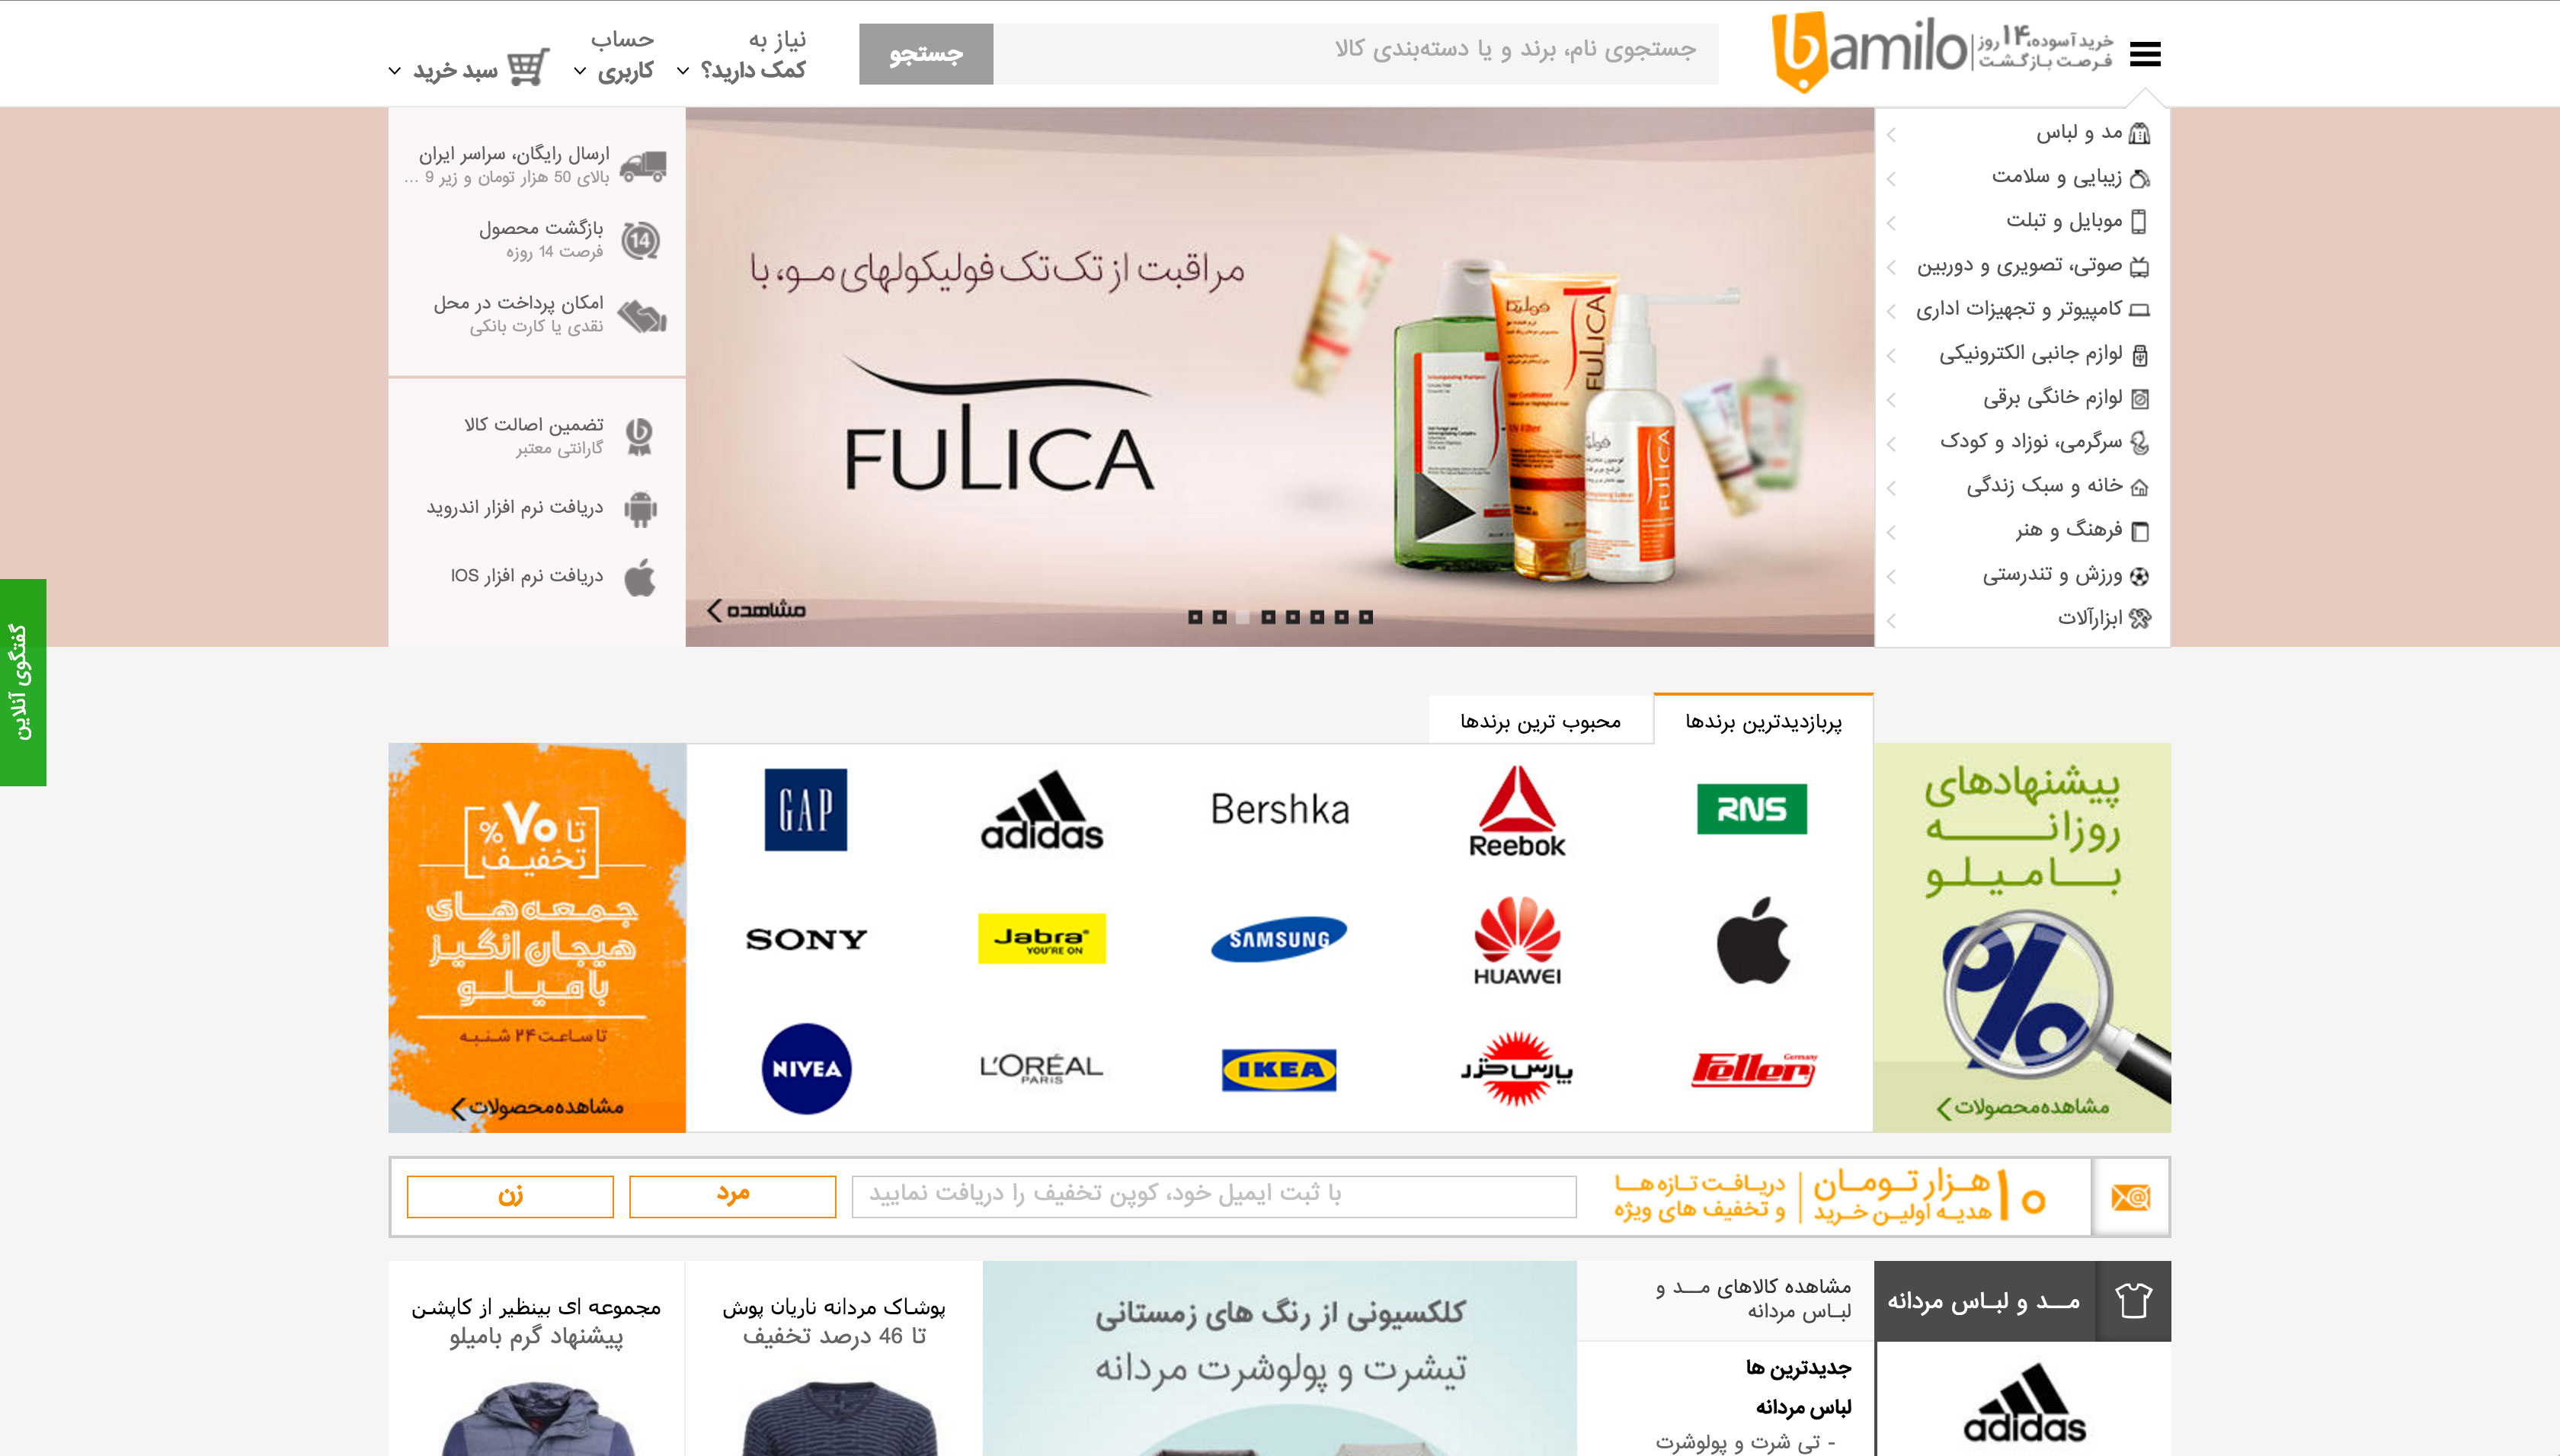 خرید آسوده، ۱۴ روز
فرصت بازگشت
bamilo
جستجوی نام، برند و یا دسته‌بندی کالا
جستجو
نیاز به
کمک دارید؟
حساب
کاربری
سبد خرید
مد و لباس
زیبایی و سلامت
موبایل و تبلت
صوتی، تصویری و دوربین
کامپیوتر و تجهیزات اداری
لوازم جانبی الکترونیکی
لوازم خانگی برقی
سرگرمی، نوزاد و کودک
خانه و سبک زندگی
فرهنگ و هنر
ورزش و تندرستی
ابزارآلات
مراقبت از تک‌تک فولیکولهای مو، با
FULICA
فولیکا
FULICA
FULICA
مشاهده
ارسال رایگان، سراسر ایران
بالای 50 هزار تومان و زیر 9 ...
14
بازگشت محصول
فرصت 14 روزه
امکان پرداخت در محل
نقدی یا کارت بانکی
تضمین اصالت کالا
گارانتی معتبر
دریافت نرم افزار اندروید
دریافت نرم افزار IOS
گفتگوی آنلاین
پربازدیدترین برندها
محبوب ترین برندها
پیشنهادهای
روزانه
بامیلو
%
مشاهده محصولات
RNS
Reebok
Bershka
adidas
GAP
HUAWEI
SAMSUNG
Jabra
YOU'RE ON
SONY
Feller
Germany
پارس خزر
IKEA
L'ORÉAL
PARIS
NIVEA
تا ۷۰%
تخفیف
جمعه های
هیجان انگیز
بامیلو
تا ساعت ۲۴ شنبه
مشاهده محصولات
۱۰ هزار تومان
هدیه اولین خرید
دریافت تازه ها
و تخفیف های ویژه
با ثبت ایمیل خود، کوپن تخفیف را دریافت نمایید
مرد
زن
مــد و لبـاس مردانه
adidas
مشاهده کالاهای مــد و
لبـاس مردانه
جدیدترین ها
لباس مردانه
- تی شرت و پولوشرت
کلکسیونی از رنگ های زمستانی
تیشرت و پولوشرت مردانه
پوشاک مردانه ناریان پوش
تا 46 درصد تخفیف
مجموعه ای بینظیر از کاپشن
پیشنهاد گرم بامیلو